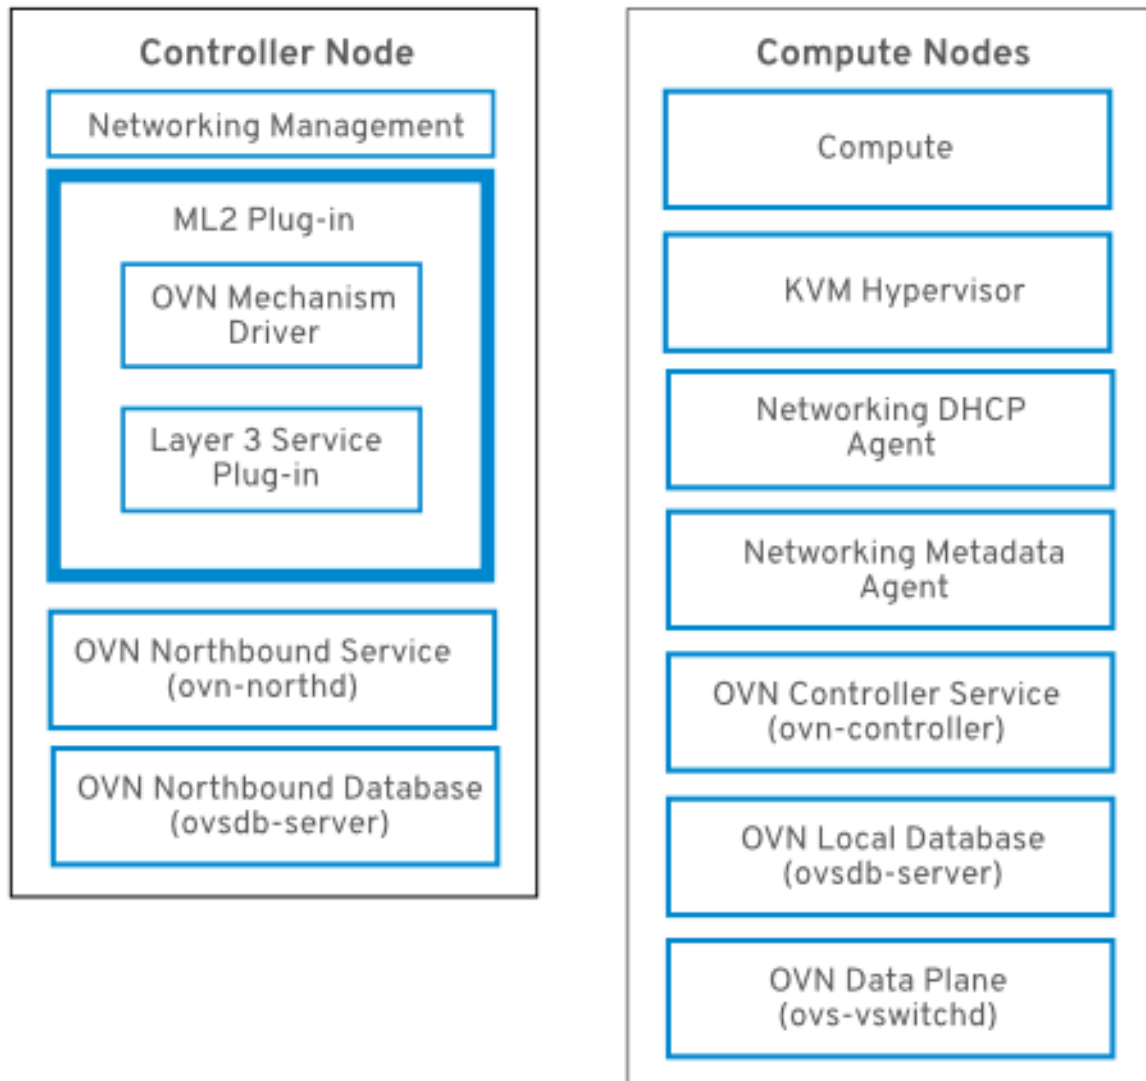 Controller Node
Networking Management
ML2 Plug-in
OVN Mechanism
Driver
Layer 3 Service
Plug-in
OVN Northbound Service
(ovn-northd)
OVN Northbound Database
(ovsdb-server)
Compute Nodes
Compute
KVM Hypervisor
Networking DHCP
Agent
Networking Metadata
Agent
OVN Controller Service
(ovn-controller)
OVN Local Database
(ovsdb-server)
OVN Data Plane
(ovs-vswitchd)